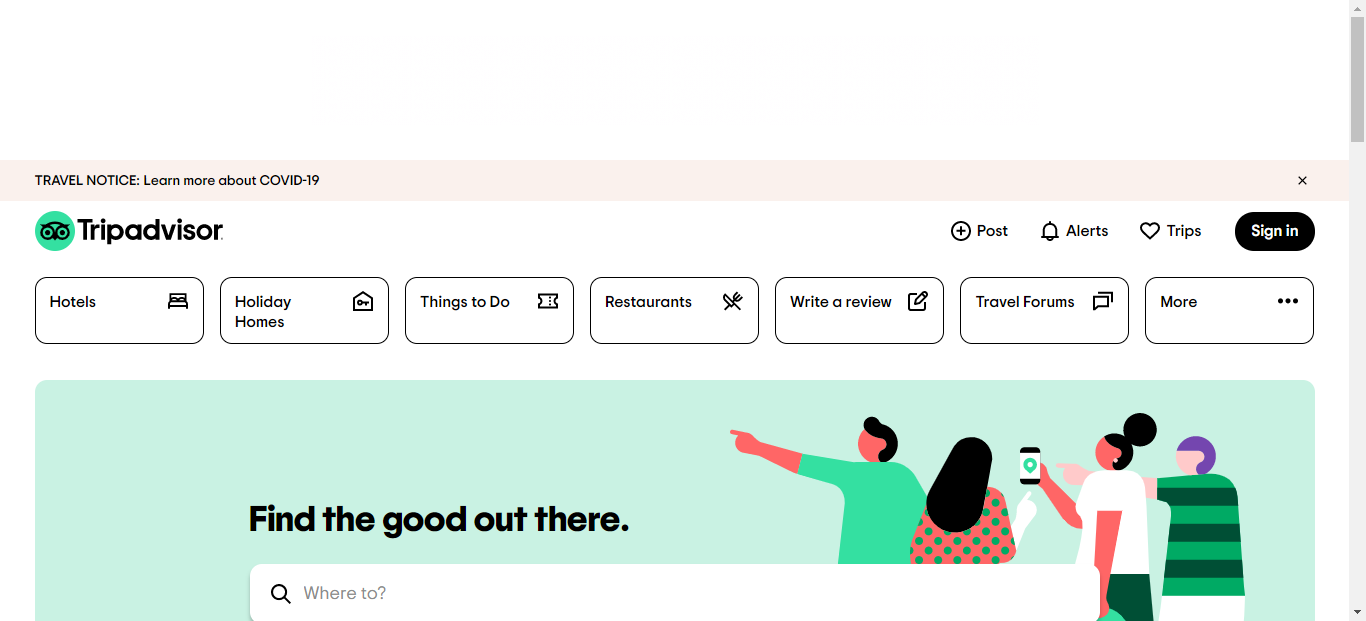 TRAVEL NOTICE: Learn more about COVID-19
Tripadvisor
Post
Alerts
Trips
Sign in
Hotels
Holiday
Homes
Things to Do
Restaurants
Write a review
Travel Forums
More
Find the good out there.
Where to?